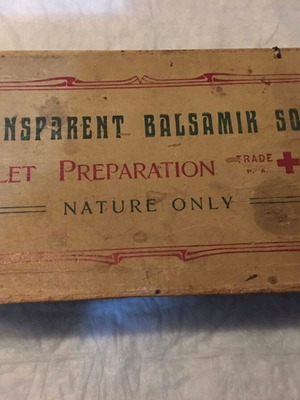 NSPARENT BALSAMIK SO
LET PREPARATION TRADE
NATURE ONLY